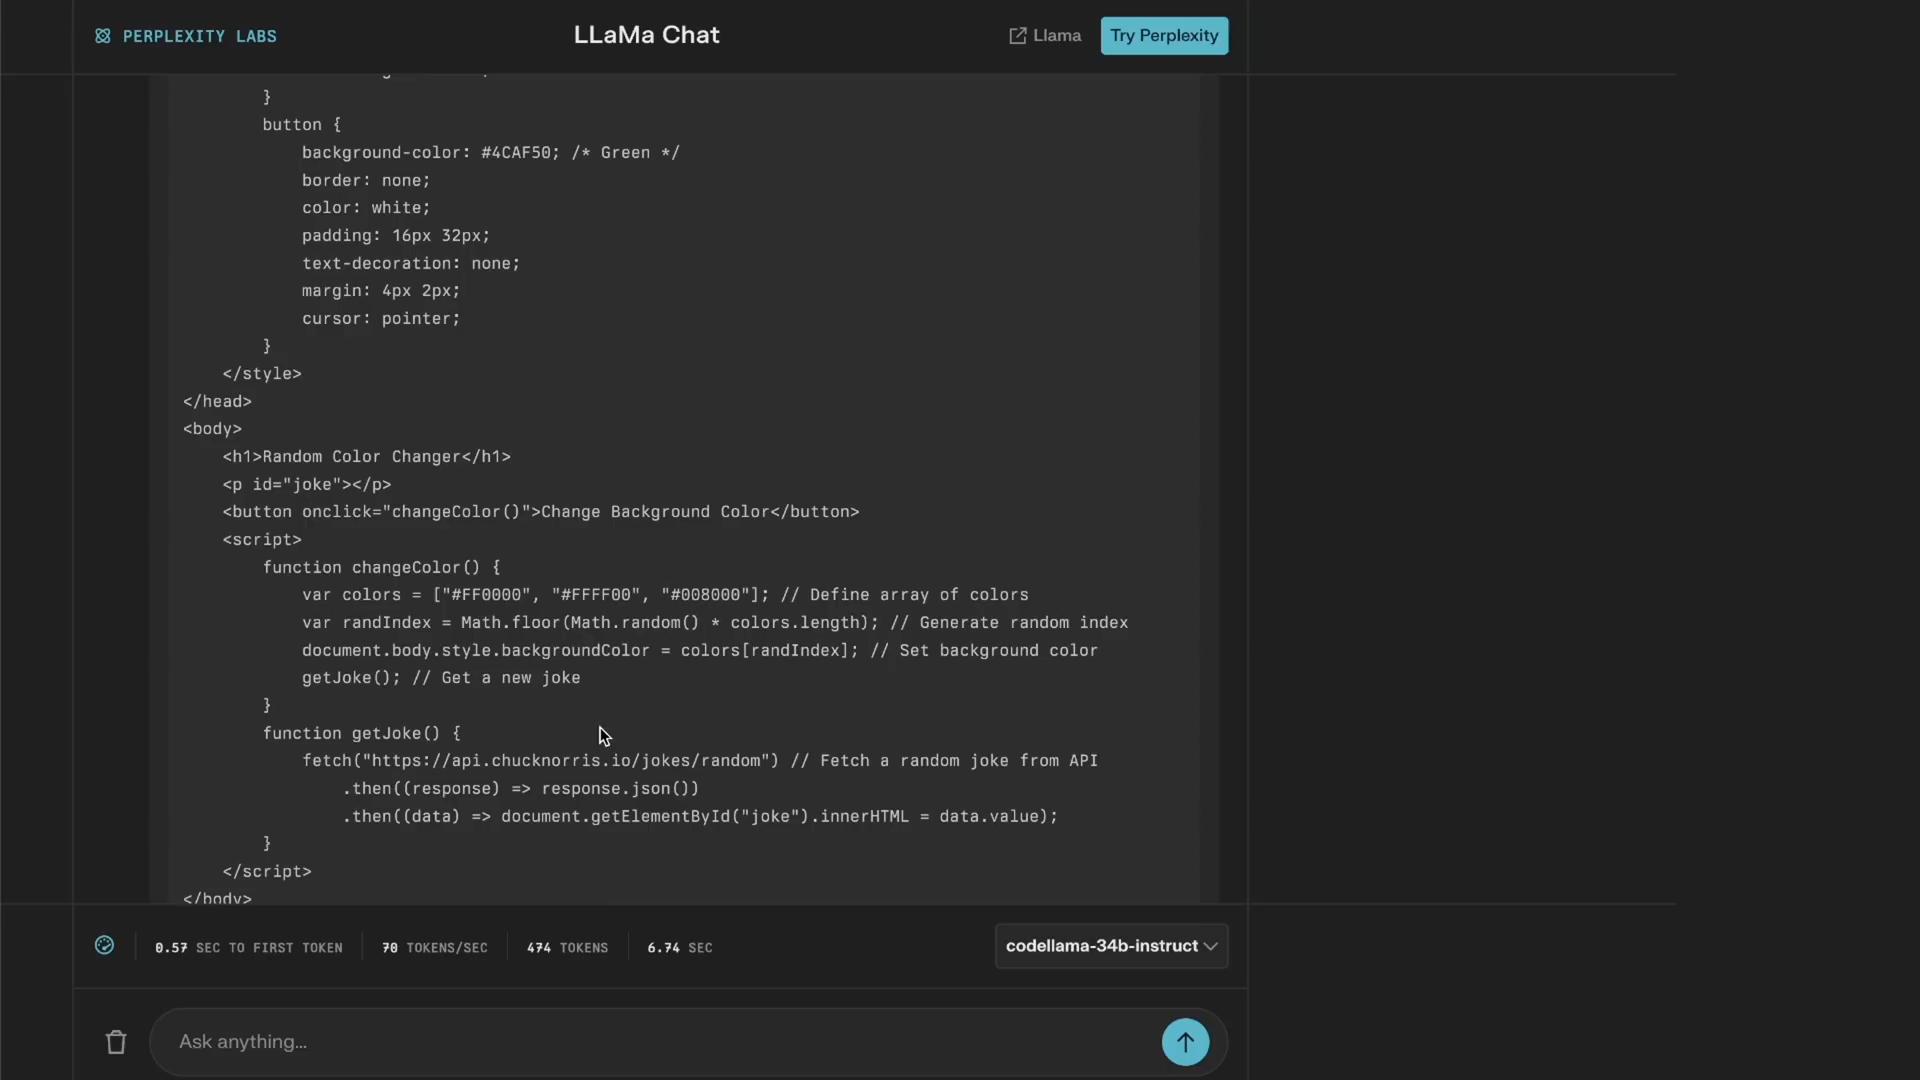 PERPLEXITY LABS
LLaMa Chat
Llama
Try Perplexity
}
button {
background-color: #4CAF50; /* Green */
border: none;
color: white;
padding: 16px 32px;
text-decoration: none;
margin: 4px 2px;
cursor: pointer;
}
</style>
</head>
<body>
<h1>Random Color Changer</h1>
<p id="joke"></p>
<button onclick="changeColor()">Change Background Color</button>
<script>
function changeColor() {
var colors = ["#FF0000", "#FFFF00", "#008000"]; // Define array of colors
var randIndex = Math.floor(Math.random() * colors.length); // Generate random index
document.body.style.backgroundColor = colors[randIndex]; // Set background color
getJoke(); // Get a new joke
}
function getJoke() {
fetch("https://api.chucknorris.io/jokes/random") // Fetch a random joke from API
.then((response) => response.json())
.then((data) => document.getElementById("joke").innerHTML = data.value);
}
</script>
</body>
0.57 SEC TO FIRST TOKEN
70 TOKENS/SEC
474 TOKENS
6.74 SEC
codellama-34b-instruct
Ask anything...